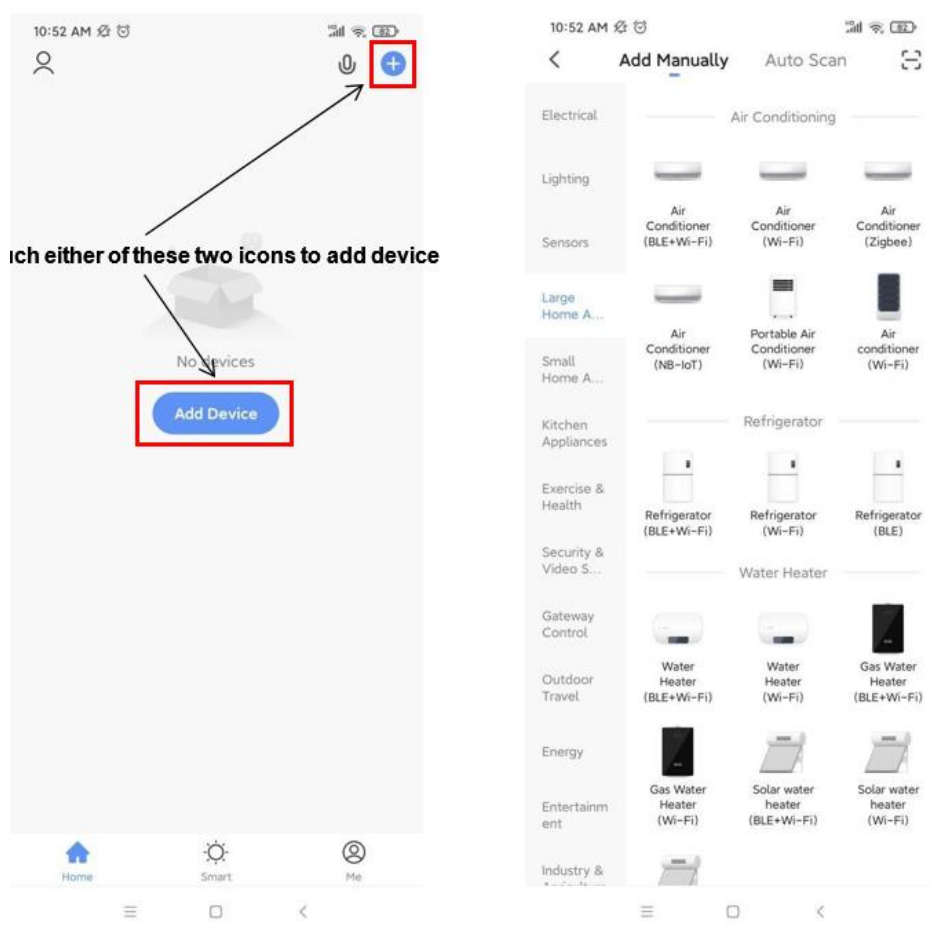 10:52 AM
82
ich either of these two icons to add device
No devices
Add Device
Home
Smart
Me
10:52 AM
82
Add Manually
Auto Scan
Electrical
Lighting
Sensors
Large
Home A...
Small
Home A...
Kitchen
Appliances
Exercise &
Health
Security &
Video S...
Gateway
Control
Outdoor
Travel
Energy
Entertainm
ent
Industry &
Air Conditioning
Air
Conditioner
(BLE+Wi-Fi)
Air
Conditioner
(Wi-Fi)
Air
Conditioner
(Zigbee)
Air
Conditioner
(NB-IoT)
Portable Air
Conditioner
(Wi-Fi)
Air
conditioner
(Wi-Fi)
Refrigerator
Refrigerator
(BLE+Wi-Fi)
Refrigerator
(Wi-Fi)
Refrigerator
(BLE)
Water Heater
Water
Heater
(BLE+Wi-Fi)
Water
Heater
(Wi-Fi)
Gas Water
Heater
(BLE+Wi-Fi)
Gas Water
Heater
(Wi-Fi)
Solar water
heater
(BLE+Wi-Fi)
Solar water
heater
(Wi-Fi)